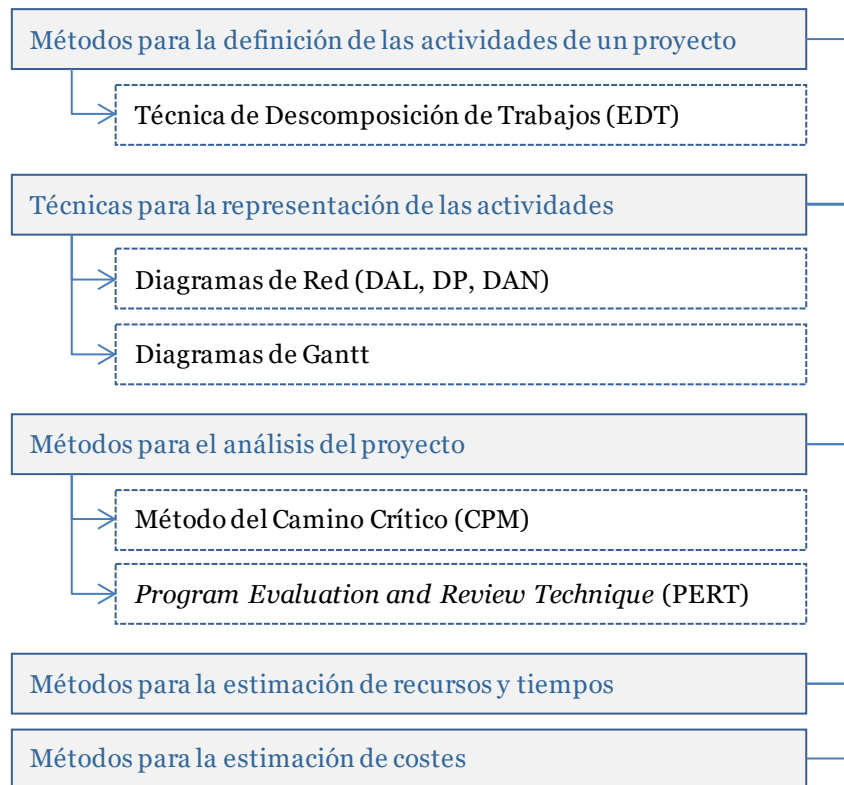 Métodos para la definición de las actividades de un proyecto
Técnica de Descomposición de Trabajos (EDT)
Técnicas para la representación de las actividades
Diagramas de Red (DAL, DP, DAN)
Diagramas de Gantt
Métodos para el análisis del proyecto
Método del Camino Crítico (CPM)
Program Evaluation and Review Technique (PERT)
Métodos para la estimación de recursos y tiempos
Métodos para la estimación de costes